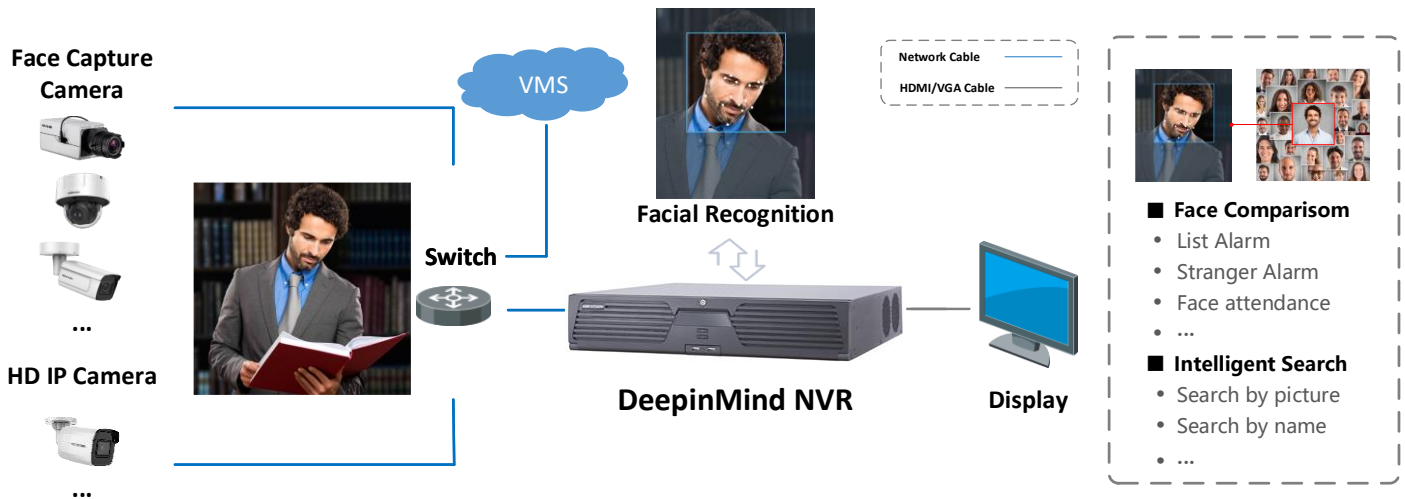 Face Capture
Camera
...
HD IP Camera
...
VMS
Switch
Facial Recognition
DeepinMind NVR
Display
Network Cable
HDMI/VGA Cable
■ Face Comparisom
• List Alarm
• Stranger Alarm
• Face attendance
• ...
■ Intelligent Search
• Search by picture
• Search by name
• ...